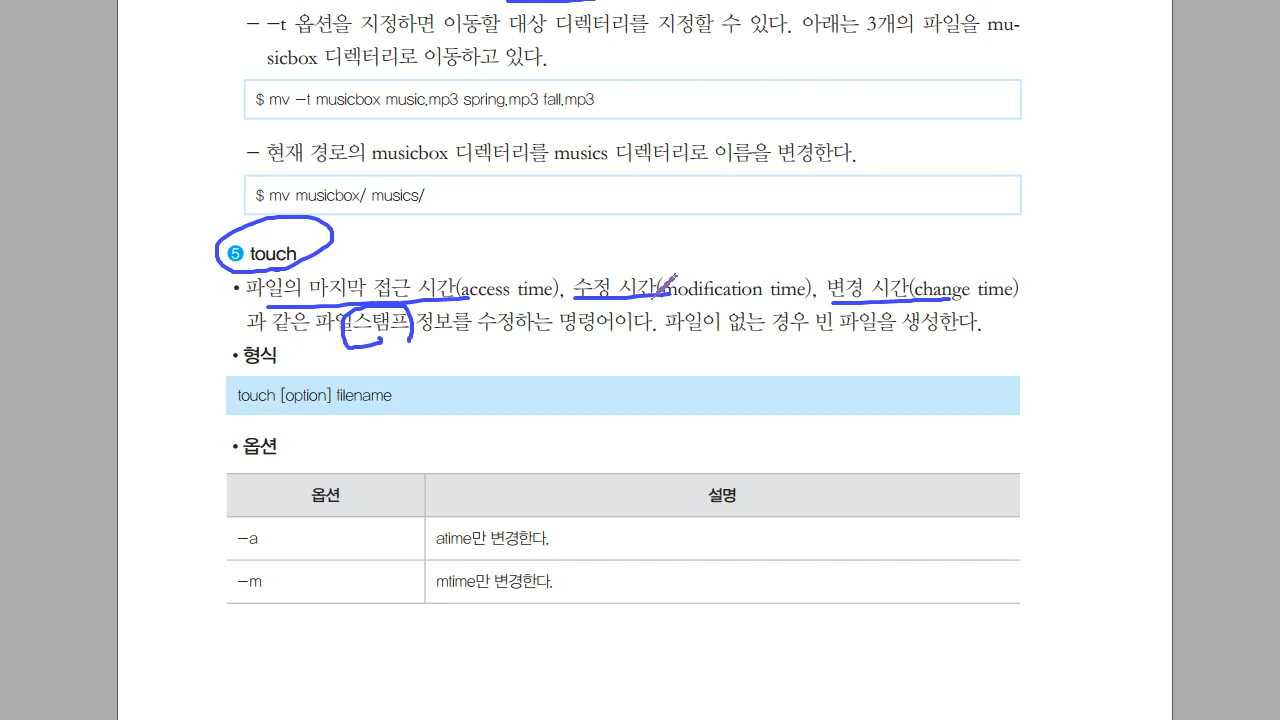 – –t 옵션을 지정하면 이동할 대상 디렉터리를 지정할 수 있다. 아래는 3개의 파일을 mu-
sicbox 디렉터리로 이동하고 있다.
$ mv –t musicbox music.mp3 spring.mp3 fall.mp3
– 현재 경로의 musicbox 디렉터리를 musics 디렉터리로 이름을 변경한다.
$ mv musicbox/ musics/
5 touch
• 파일의 마지막 접근 시간(access time), 수정 시간(modification time), 변경 시간(change time)
과 같은 파일스탬프 정보를 수정하는 명령어이다. 파일이 없는 경우 빈 파일을 생성한다.
• 형식
touch [option] filename
• 옵션
옵션 설명
–a atime만 변경한다.
–m mtime만 변경한다.